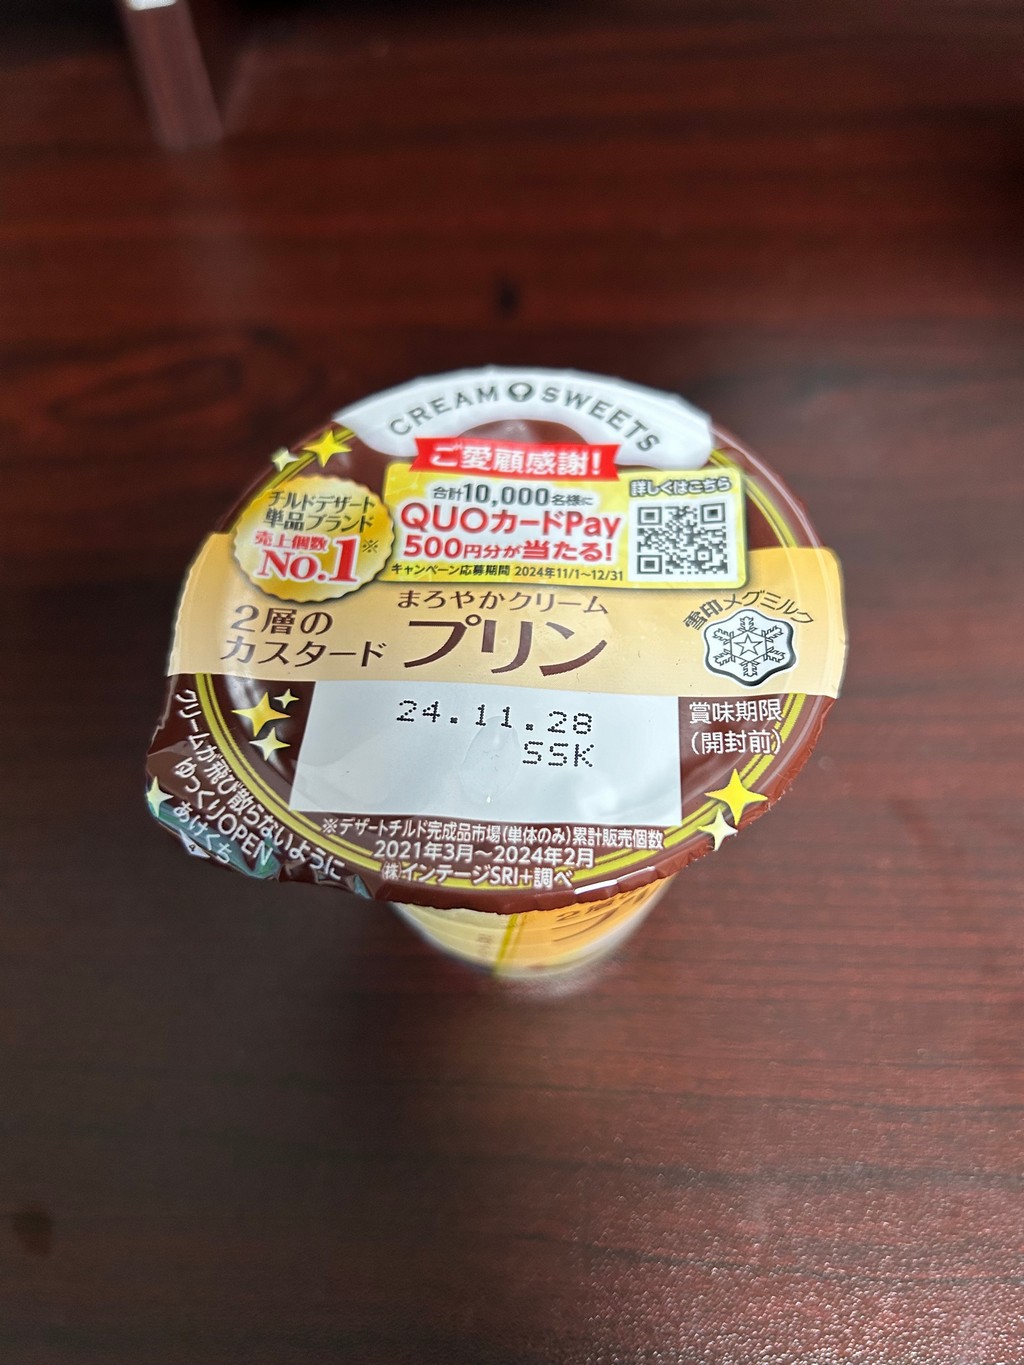 CREAM SWEETS
ご愛顧感謝!
チルドデザート
単品ブランド
売上個数
No.1※
合計10,000名様に
QUOカードPay
500円分が当たる!
キャンペーン応募期間 2024年11/1~12/31
詳しくはこちら
まろやかクリーム
2層の
カスタード プリン
雪印メグミルク
24.11.28
SSK
賞味期限
(開封前)
クリームが飛び散らないように
ゆっくりOPEN
あけくち
※デザートチルド完成品市場(単体のみ)累計販売個数
2021年3月~2024年2月
㈱インテージSRI+調べ